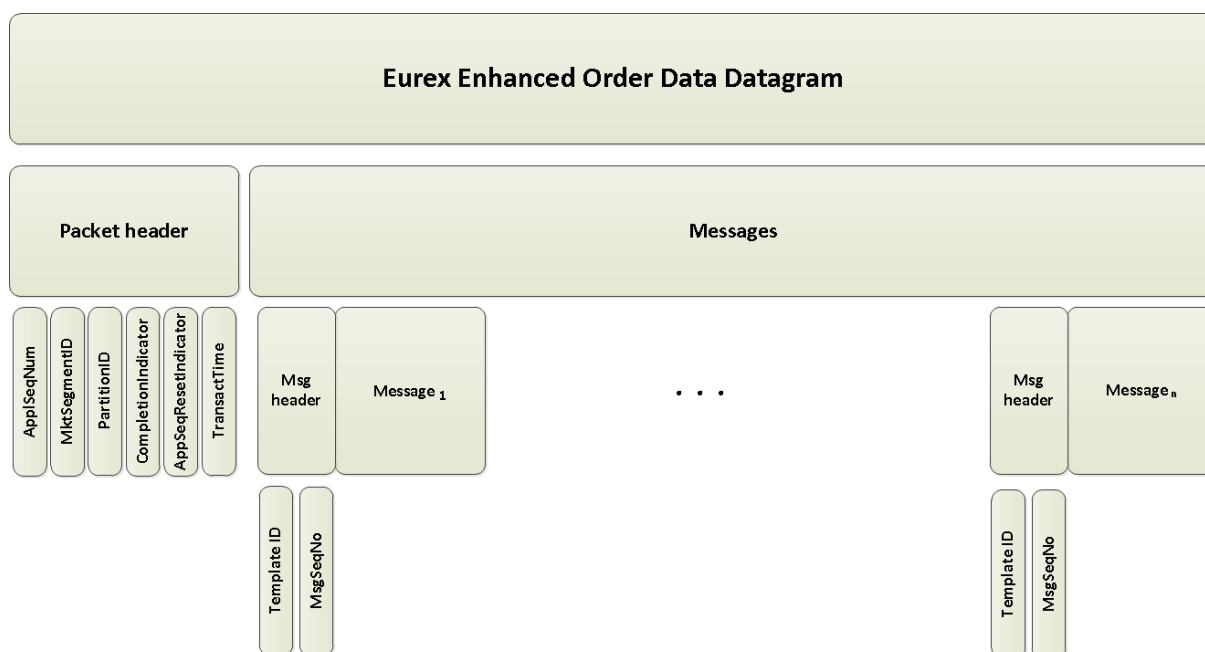 Eurex Enhanced Order Data Datagram
Packet header
Messages
ApplSeqNum
MktSegmentID
PartitionID
CompletionIndicator
AppSeqResetIndicator
TransactTime
Msg
header
Message 1
. . .
Msg
header
Message n
Template ID
MsgSeqNo
Template ID
MsgSeqNo